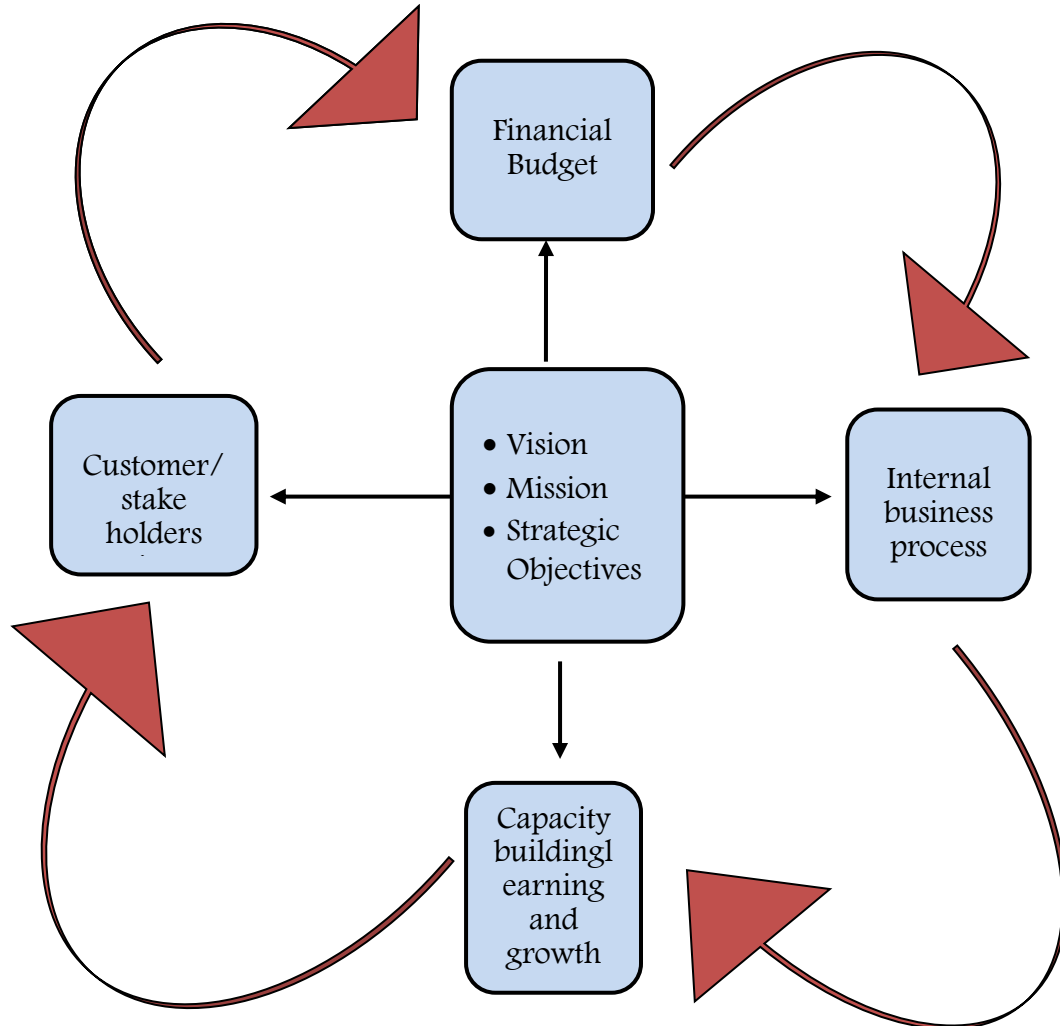 Financial
Budget
Customer/
stake
holders
• Vision
• Mission
• Strategic
Objectives
Internal
business
process
Capacity
buildingl
earning
and
growth